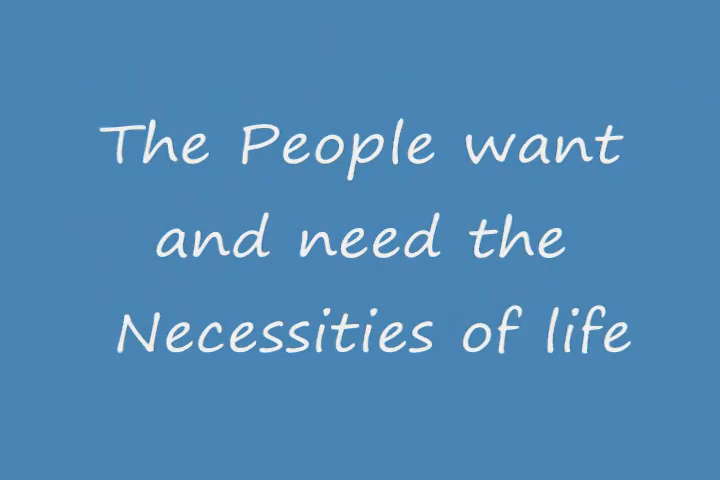 The People want
and need the
Necessities of life